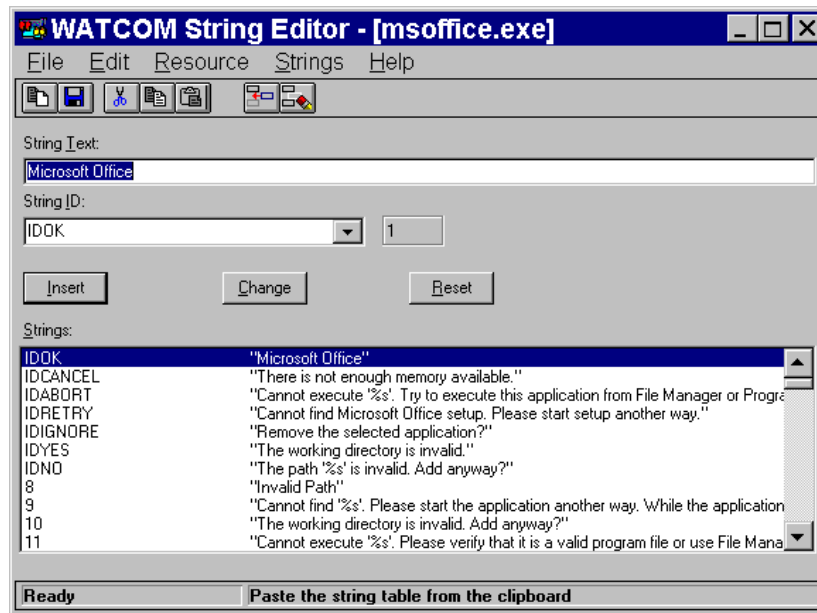 WATCOM String Editor - [msoffice.exe]
File Edit Resource Strings Help
String Text:
Microsoft Office
String ID:
IDOK 1
Insert Change Reset
Strings:
IDOK "Microsoft Office"
IDCANCEL "There is not enough memory available."
IDABORT "Cannot execute '%s'. Try to execute this application from File Manager or Progra
IDRETRY "Cannot find Microsoft Office setup. Please start setup another way."
IDIGNORE "Remove the selected application?"
IDYES "The working directory is invalid."
IDNO "The path '%s' is invalid. Add anyway?"
8 "Invalid Path"
9 "Cannot find '%s'. Please start the application another way. While the application
10 "The working directory is invalid. Add anyway?"
11 "Cannot execute '%s'. Please verify that it is a valid program file or use File Mana
Ready Paste the string table from the clipboard